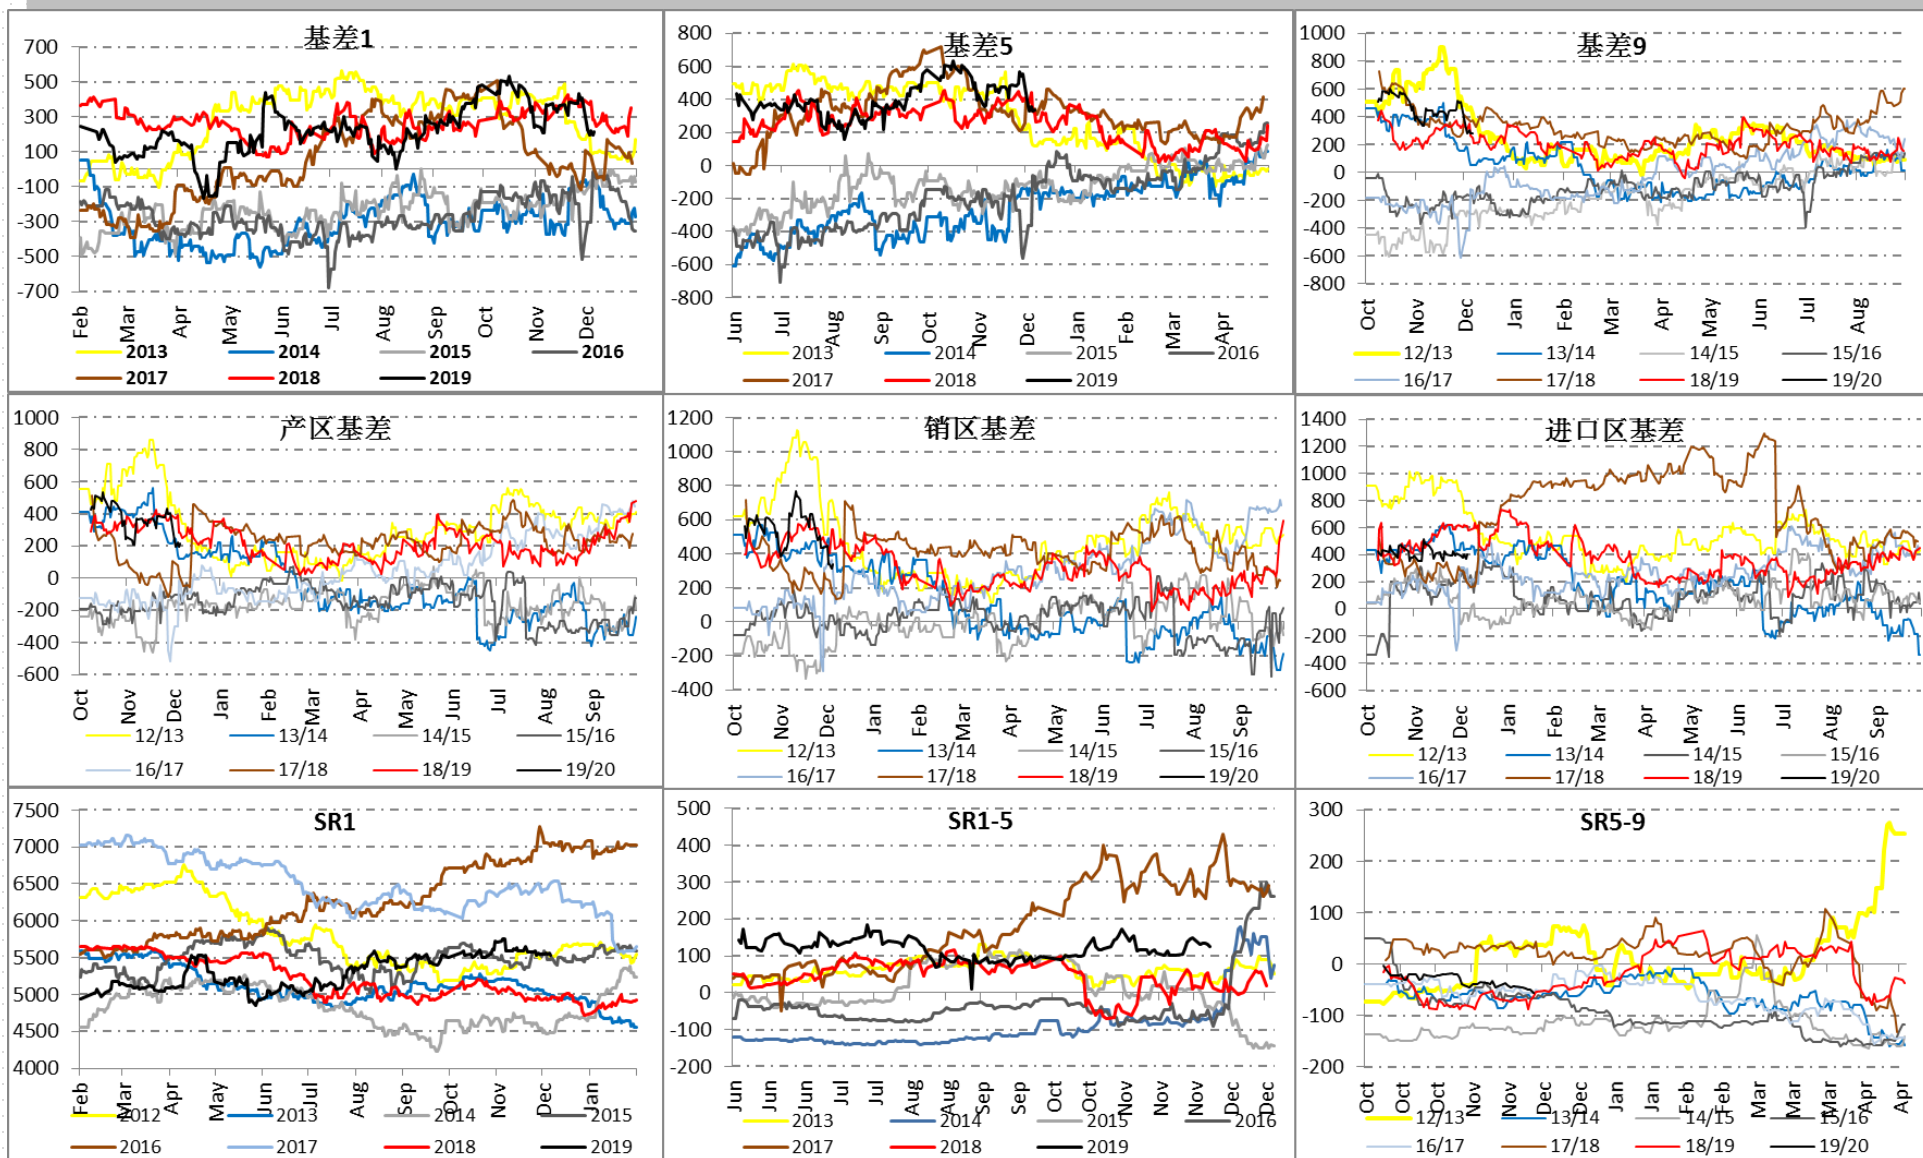 基差1
700
500
300
100
-100
-300
-500
-700
Feb Mar Apr May Jun Jul Aug Sep Oct Nov Dec
2013 2014 2015 2016
2017 2018 2019
基差5
800
600
400
200
0
-200
-400
-600
-800
Jun Jul Aug Sep Oct Nov Dec Jan Feb Mar Apr
2013 2014 2015 2016
2017 2018 2019
基差9
1000
800
600
400
200
0
-200
-400
-600
-800
Oct Nov Dec Jan Feb Mar Apr May Jun Jul Aug
12/13 13/14 14/15 15/16
16/17 17/18 18/19 19/20
产区基差
1000
800
600
400
200
0
-200
-400
-600
Oct Nov Dec Jan Feb Mar Apr May Jun Jul Aug Sep
12/13 13/14 14/15 15/16
16/17 17/18 18/19 19/20
销区基差
1200
1000
800
600
400
200
0
-200
-400
Oct Nov Dec Jan Feb Mar Apr May Jun Jul Aug Sep
12/13 13/14 14/15 15/16
16/17 17/18 18/19 19/20
进口区基差
1400
1200
1000
800
600
400
200
0
-200
-400
-600
Oct Nov Dec Jan Feb Mar Apr May Jun Jul Aug Sep
12/13 13/14 14/15 15/16
16/17 17/18 18/19 19/20
SR1
7500
7000
6500
6000
5500
5000
4500
4000
Feb Mar Apr May Jun Jul Aug Sep Oct Nov Dec Jan
2012 2013 2014 2015
2016 2017 2018 2019
SR1-5
500
400
300
200
100
0
-100
-200
Jun Jun Jun Jul Jul Aug Aug Sep Sep Oct Oct Nov Nov Nov Dec Dec
2013 2014 2015 2016
2017 2018 2019
SR5-9
300
200
100
0
-100
-200
Oct Oct Oct Nov Nov Dec Dec Jan Jan Feb Feb Mar Mar Mar Apr Apr
12/13 13/14 14/15 15/16
16/17 17/18 18/19 19/20